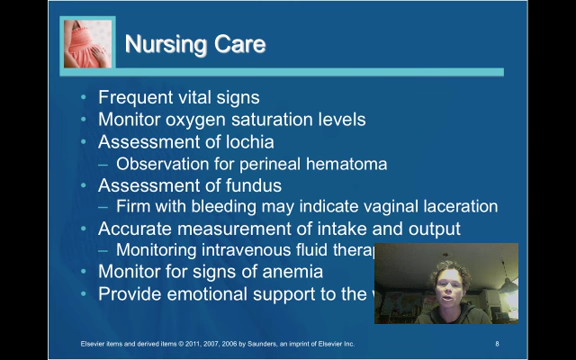 Nursing Care
• Frequent vital signs
• Monitor oxygen saturation levels
• Assessment of lochia
– Observation for perineal hematoma
• Assessment of fundus
– Firm with bleeding may indicate vaginal laceration
• Accurate measurement of intake and output
– Monitoring intravenous fluid
• Monitor for signs of anemia
• Provide emotional support to the
Elsevier items and derived items © 2011, 2007, 2006 by Saunders, an imprint of Elsevier Inc.
8